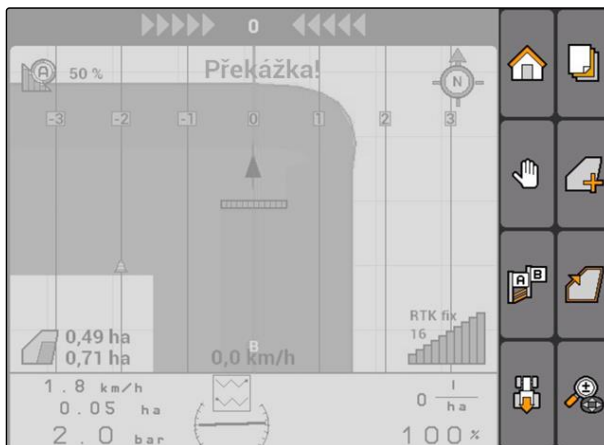 0
A
50 %
Překážka!
N
-3 -2 -1 0 1 2 3
A B
RTK fix
16
0,49 ha
0,71 ha
B
0,0 km/h
1.8 km/h
0.05 ha
2.0 bar
0 l/ha
100 %